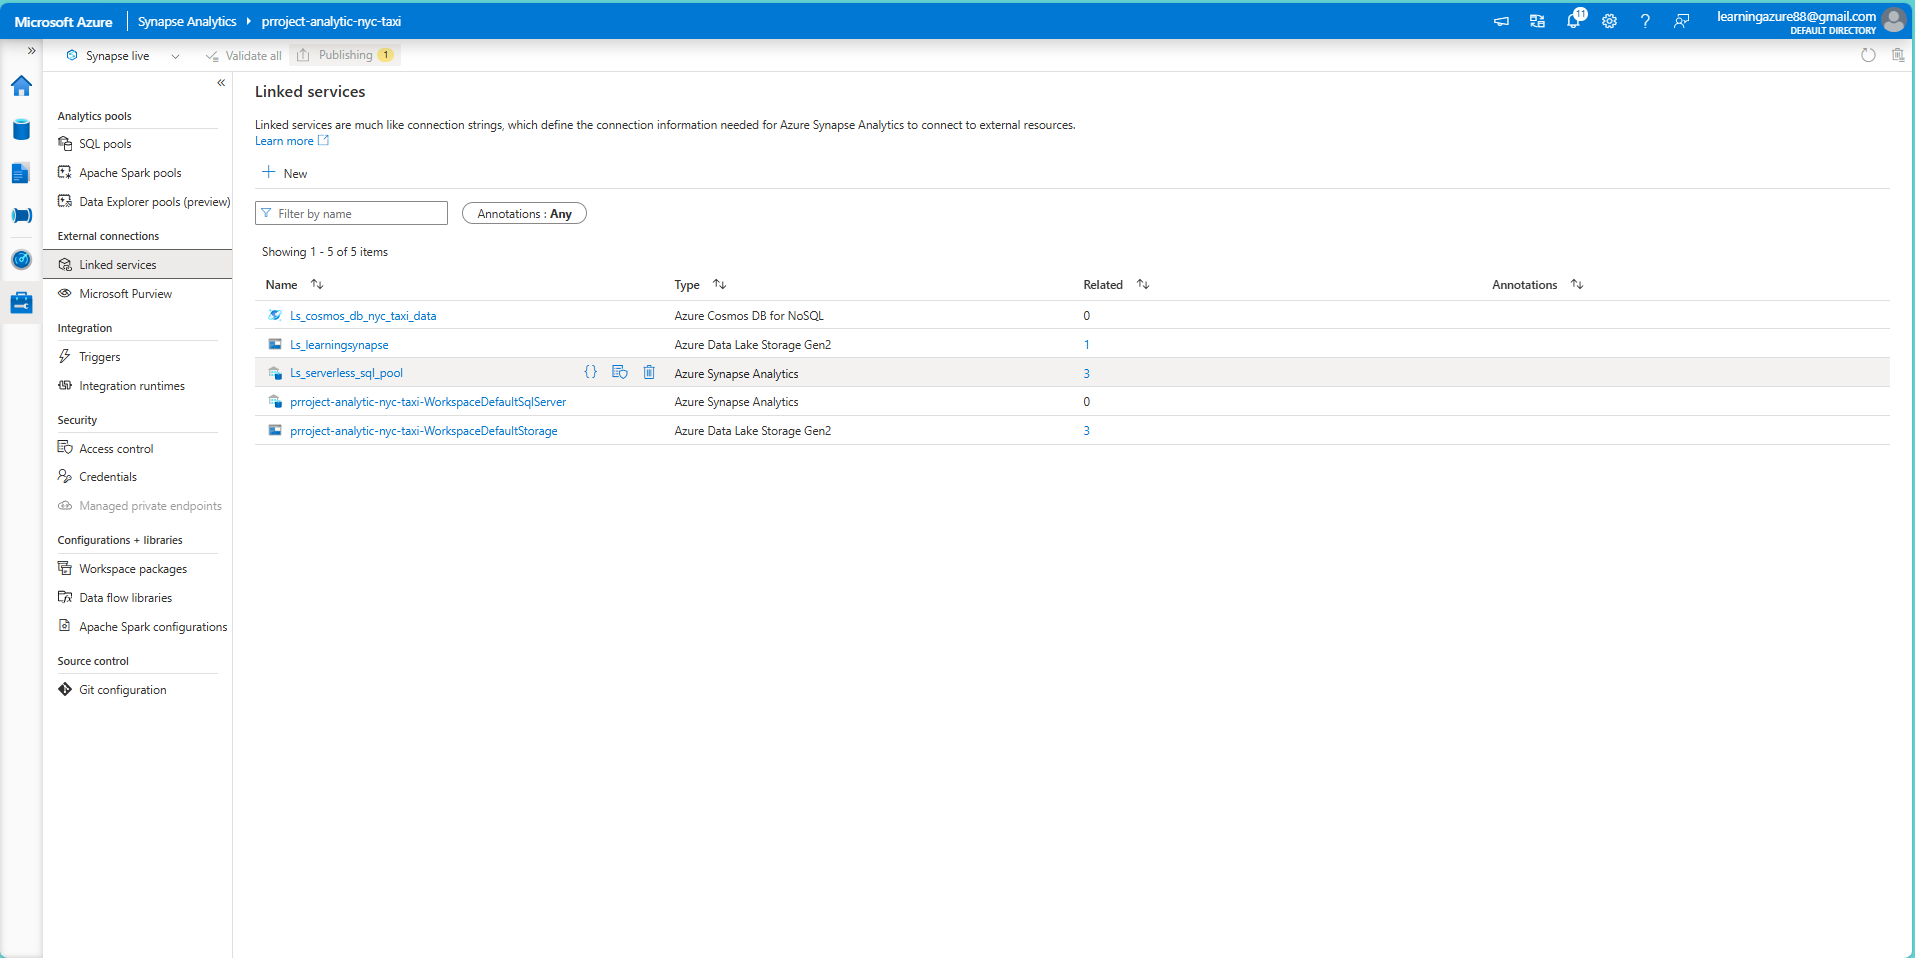 Microsoft Azure Synapse Analytics prroject-analytic-nyc-taxi 11 learningazure88@gmail.com
DEFAULT DIRECTORY
Synapse live Validate all Publishing 1
Analytics pools
SQL pools
Apache Spark pools
Data Explorer pools (preview)
External connections
Linked services
Microsoft Purview
Integration
Triggers
Integration runtimes
Security
Access control
Credentials
Managed private endpoints
Configurations + libraries
Workspace packages
Data flow libraries
Apache Spark configurations
Source control
Git configuration
Linked services
Linked services are much like connection strings, which define the connection information needed for Azure Synapse Analytics to connect to external resources.
Learn more
New
Filter by name Annotations : Any
Showing 1 - 5 of 5 items
Name Type Related Annotations
Ls_cosmos_db_nyc_taxi_data Azure Cosmos DB for NoSQL 0
Ls_learningsynapse Azure Data Lake Storage Gen2 1
Ls_serverless_sql_pool {} Azure Synapse Analytics 3
prroject-analytic-nyc-taxi-WorkspaceDefaultSqlServer Azure Synapse Analytics 0
prroject-analytic-nyc-taxi-WorkspaceDefaultStorage Azure Data Lake Storage Gen2 3